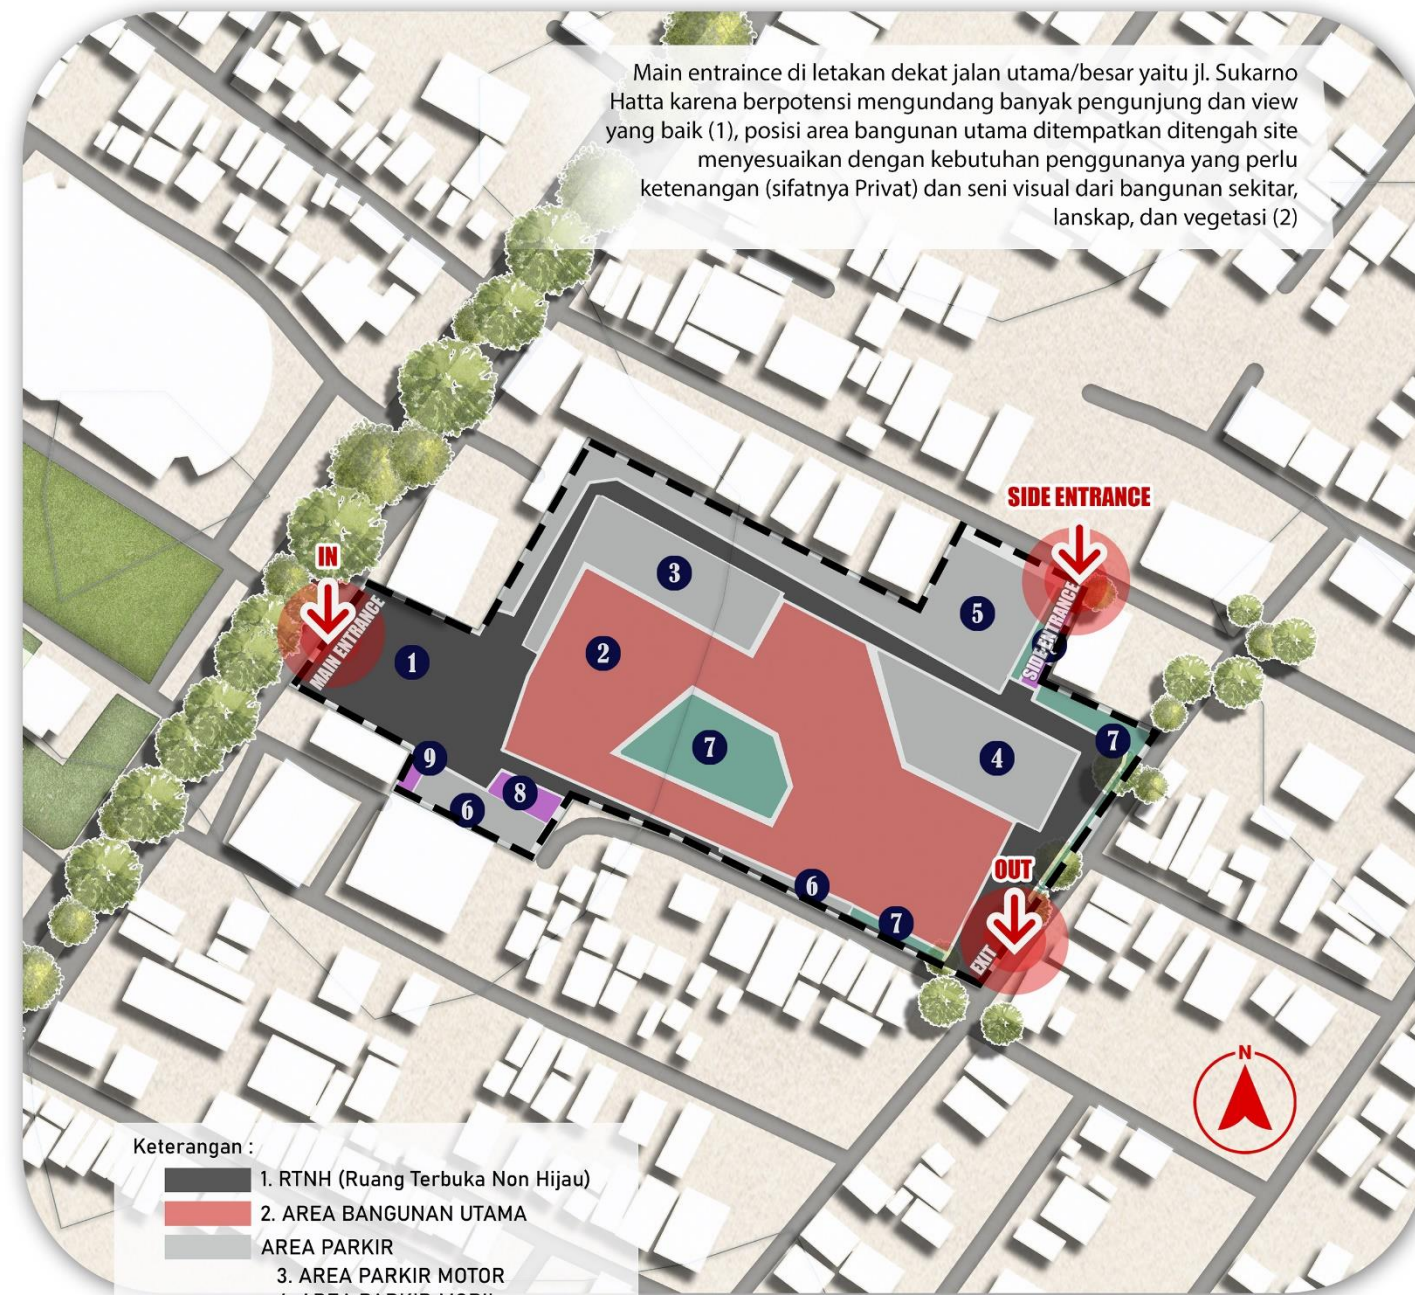 Main entraince di letakan dekat jalan utama/besar yaitu jl. Sukarno
Hatta karena berpotensi mengundang banyak pengunjung dan view
yang baik (1), posisi area bangunan utama ditempatkan ditengah site
menyesuaikan dengan kebutuhan penggunanya yang perlu
ketenangan (sifatnya Privat) dan seni visual dari bangunan sekitar,
lanskap, dan vegetasi (2)
SIDE ENTRANCE
IN
MAIN ENTRANCE
SIDE ENTRANCE
1
2
3
5
7
4
7
9
8
6
6
7
OUT
EXIT
N
Keterangan :
1. RTNH (Ruang Terbuka Non Hijau)
2. AREA BANGUNAN UTAMA
AREA PARKIR
3. AREA PARKIR MOTOR